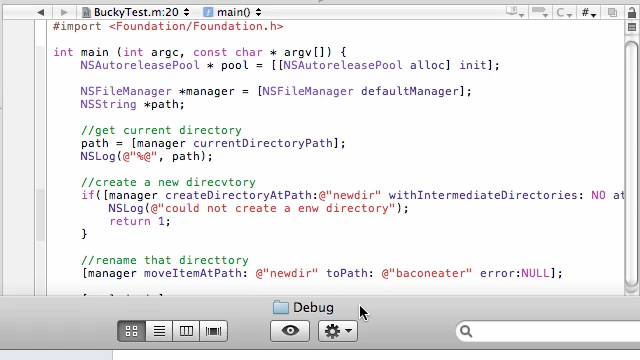 BuckyTest.m:20 main()
#import <Foundation/Foundation.h>
int main (int argc, const char * argv[]) {
NSAutoreleasePool * pool = [[NSAutoreleasePool alloc] init];
NSFileManager *manager = [NSFileManager defaultManager];
NSString *path;
//get current directory
path = [manager currentDirectoryPath];
NSLog(@"%@", path);
//create a new direcvtory
if([manager createDirectoryAtPath:@"newdir" withIntermediateDirectories: NO at
NSLog(@"could not create a enw directory");
return 1;
}
//rename that directtory
[manager moveItemAtPath: @"newdir" toPath: @"baconeater" error:NULL];
Debug